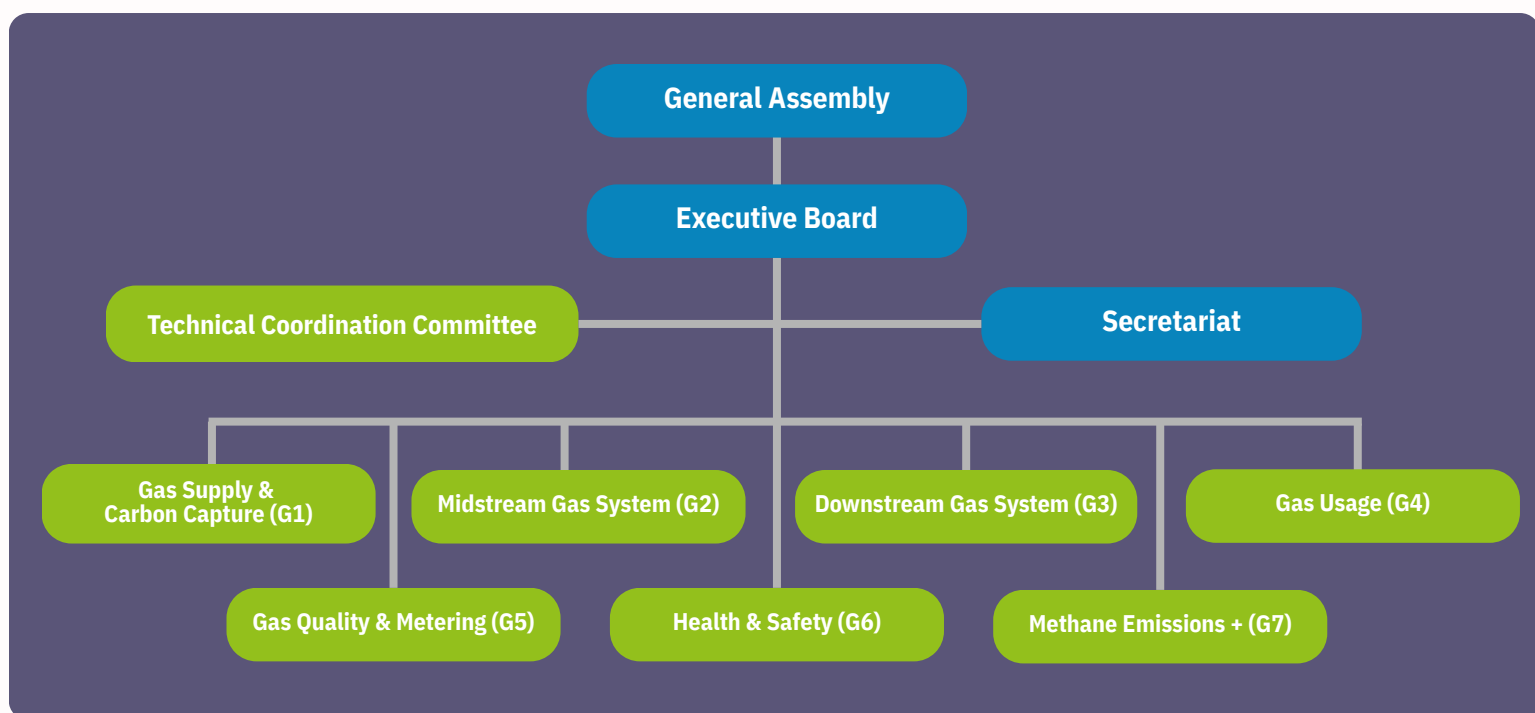 General Assembly
Executive Board
Technical Coordination Committee
Secretariat
Gas Supply &
Carbon Capture (G1)
Midstream Gas System (G2)
Downstream Gas System (G3)
Gas Usage (G4)
Gas Quality & Metering (G5)
Health & Safety (G6)
Methane Emissions + (G7)